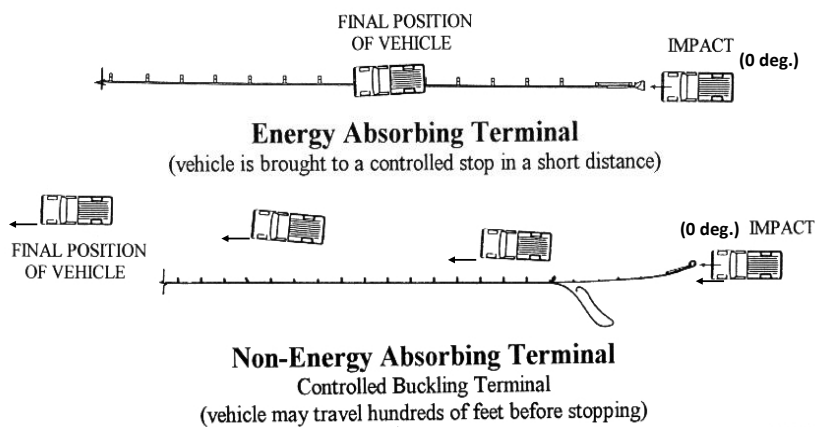 FINAL POSITION
OF VEHICLE
IMPACT
(0 deg.)
Energy Absorbing Terminal
(vehicle is brought to a controlled stop in a short distance)
(0 deg.) IMPACT
FINAL POSITION
OF VEHICLE
Non-Energy Absorbing Terminal
Controlled Buckling Terminal
(vehicle may travel hundreds of feet before stopping)